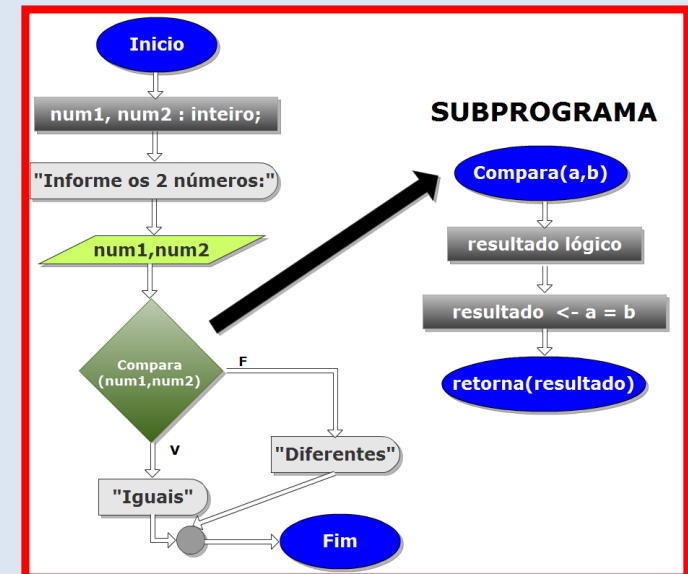 Inicio
num1, num2 : inteiro;
"Informe os 2 números:"
num1,num2
Compara
(num1,num2)
F
V
"Diferentes"
"Iguais"
Fim
SUBPROGRAMA
Compara(a,b)
resultado lógico
resultado <- a = b
retorna(resultado)